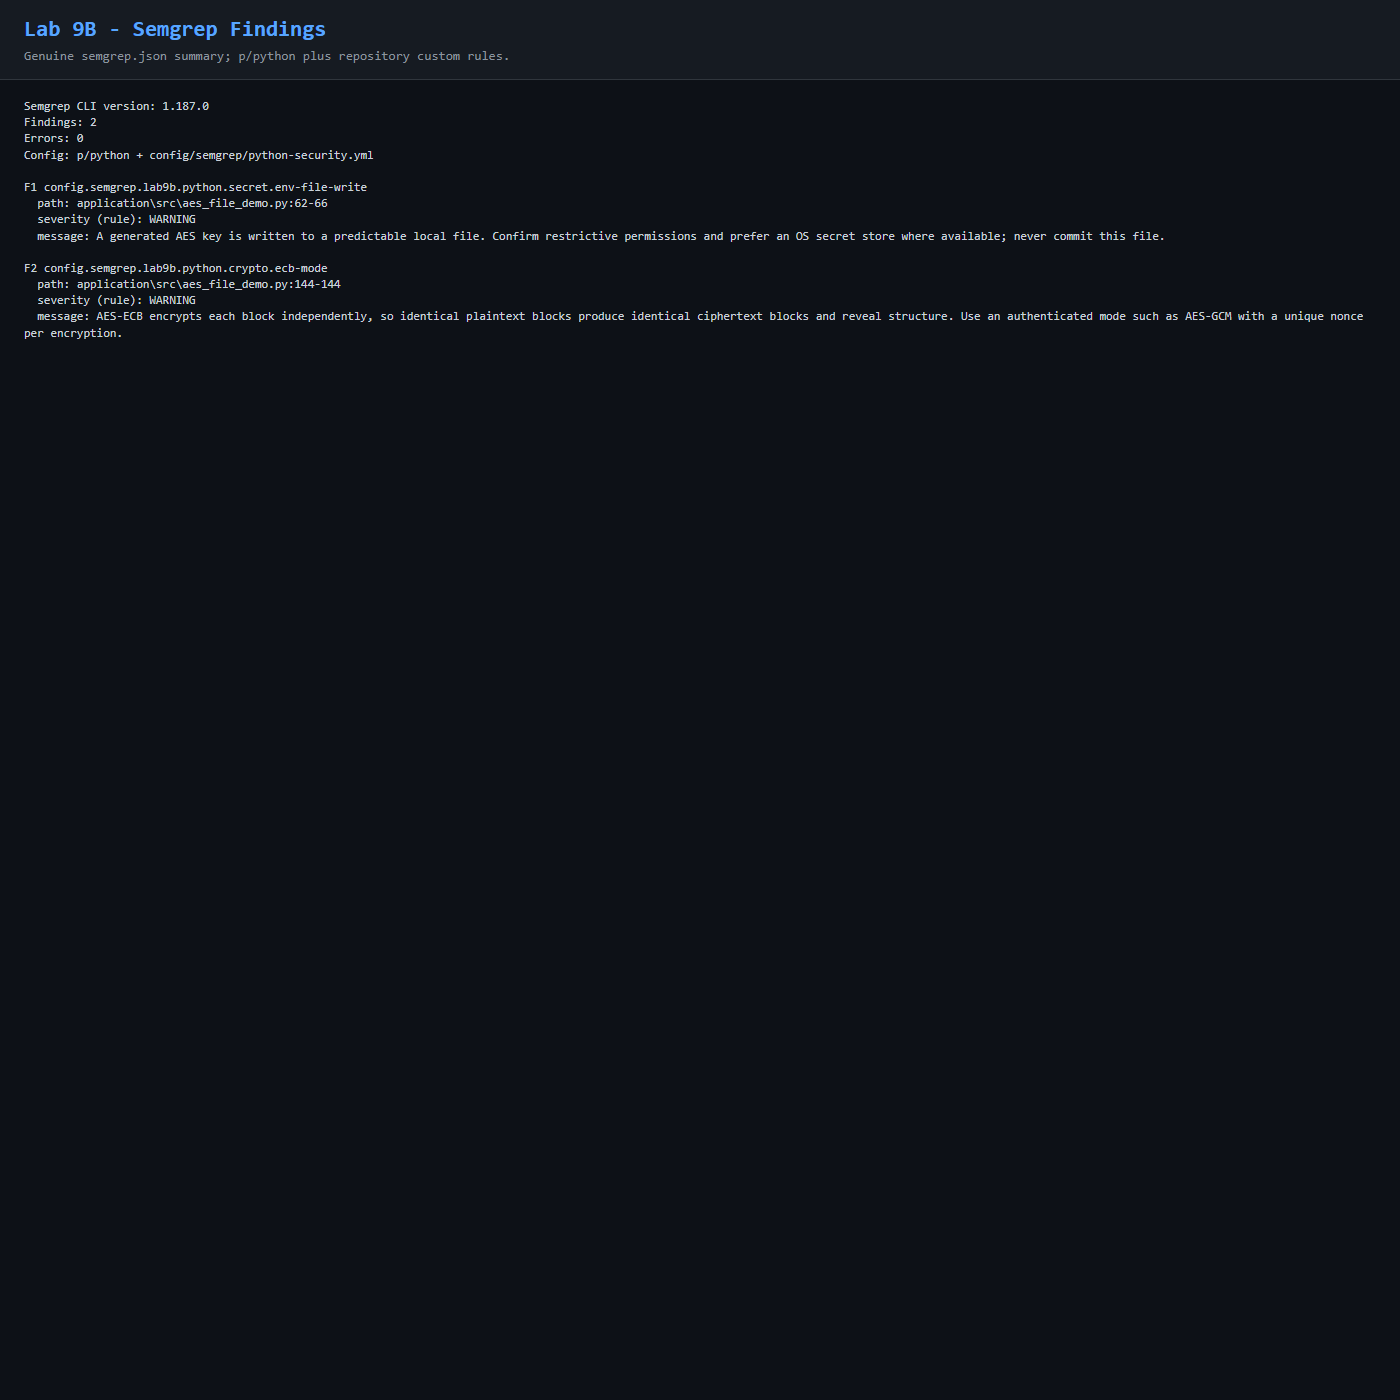 Lab 9B - Semgrep Findings
Genuine semgrep.json summary; p/python plus repository custom rules.
Semgrep CLI version: 1.187.0
Findings: 2
Errors: 0
Config: p/python + config/semgrep/python-security.yml
F1 config.semgrep.lab9b.python.secret.env-file-write
path: application\src\aes_file_demo.py:62-66
severity (rule): WARNING
message: A generated AES key is written to a predictable local file. Confirm restrictive permissions and prefer an OS secret store where available; never commit this file.
F2 config.semgrep.lab9b.python.crypto.ecb-mode
path: application\src\aes_file_demo.py:144-144
severity (rule): WARNING
message: AES-ECB encrypts each block independently, so identical plaintext blocks produce identical ciphertext blocks and reveal structure. Use an authenticated mode such as AES-GCM with a unique nonce
per encryption.